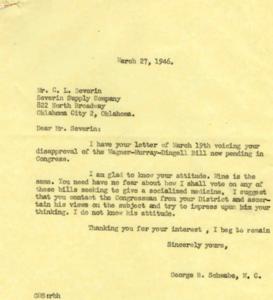 March 27, 1946.
Mr. C. L. Severin
Severin Supply Company
822 North Broadway
Oklahoma City 2, Oklahoma.
Dear Mr. Severin:
I have your letter of March 19th voicing your
disapproval of the Wagner-Murray-Dingell Bill now pending in
Congress.
I am glad to know your attitude. Mine is the
same. You need have no fear about how I shall vote on any of
these bills seeking to give a socialized medicine. I suggest
that you contact the Congressman from your District and ascer-
tain his views on the subject and try to impress upon him your
thinking. I do not know his attitude.
Thanking you for your interest, I beg to remain
Sincerely yours,
George B. Schwabe, M. C.
GBS:rbh